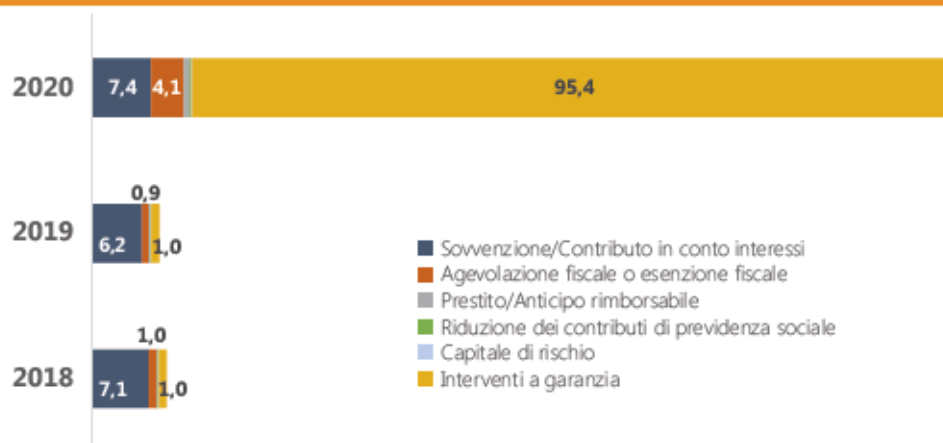 2020
7,4 4,1 95,4
0,9
2019
6,2 1,0
Sovvenzione/Contributo in conto interessi
Agevolazione fiscale o esenzione fiscale
Prestito/Anticipo rimborsabile
Riduzione dei contributi di previdenza sociale
Capitale di rischio
Interventi a garanzia
1,0
2018
7,1 1,0